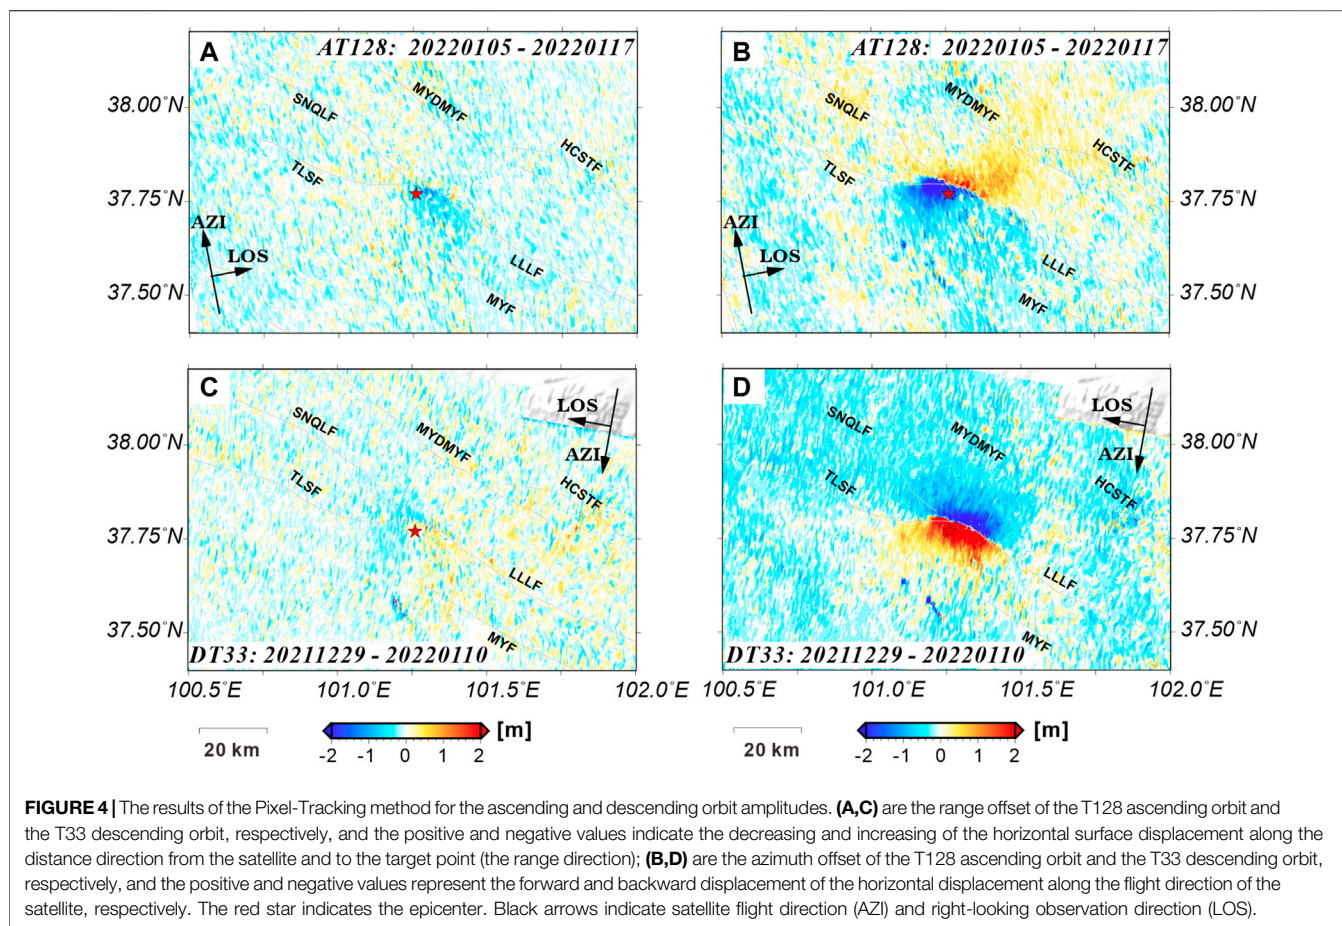 A
AT128: 20220105 - 20220117
B
AT128: 20220105 - 20220117
38.00°N
37.75°N
37.50°N
SNQLF
MYDMYF
HCSTF
TLSF
AZI
LOS
LLLF
MYF
SNQLF
MYDMYF
HCSTF
TLSF
AZI
LOS
LLLF
MYF
38.00°N
37.75°N
37.50°N
C
LOS
AZI
D
LOS
AZI
38.00°N
37.75°N
37.50°N
SNQLF
MYDMYF
TLSF
HCSTF
LLLF
MYF
DT33: 20211229 - 20220110
SNQLF
MYDMYF
TLSF
HCSTF
LLLF
MYF
DT33: 20211229 - 20220110
38.00°N
37.75°N
37.50°N
100.5°E 101.0°E 101.5°E 102.0°E
100.5°E 101.0°E 101.5°E 102.0°E
20 km
-2 -1 0 1 2
[m]
20 km
-2 -1 0 1 2
[m]
FIGURE 4 | The results of the Pixel-Tracking method for the ascending and descending orbit amplitudes. (A,C) are the range offset of the T128 ascending orbit and
the T33 descending orbit, respectively, and the positive and negative values indicate the decreasing and increasing of the horizontal surface displacement along the
distance direction from the satellite and to the target point (the range direction); (B,D) are the azimuth offset of the T128 ascending orbit and the T33 descending orbit,
respectively, and the positive and negative values represent the forward and backward displacement of the horizontal displacement along the flight direction of the
satellite, respectively. The red star indicates the epicenter. Black arrows indicate satellite flight direction (AZI) and right-looking observation direction (LOS).